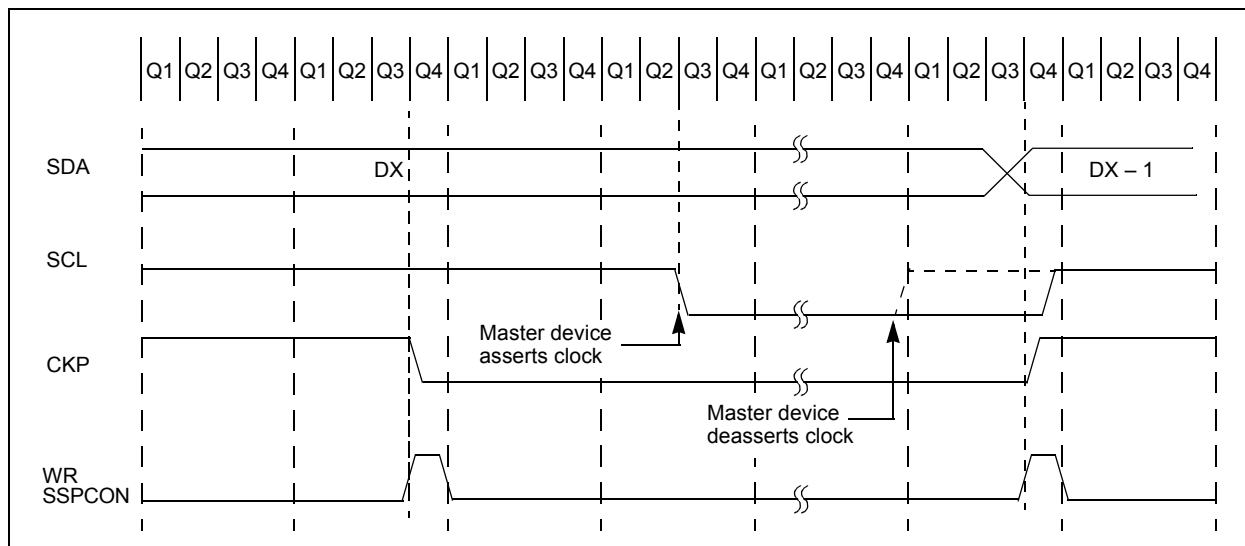 Q1 Q2 Q3 Q4 Q1 Q2 Q3 Q4 Q1 Q2 Q3 Q4 Q1 Q2 Q3 Q4 Q1 Q2 Q3 Q4 Q1 Q2 Q3 Q4 Q1 Q2 Q3 Q4
SDA
DX
DX – 1
SCL
Master device
asserts clock
CKP
Master device
deasserts clock
WR
SSPCON